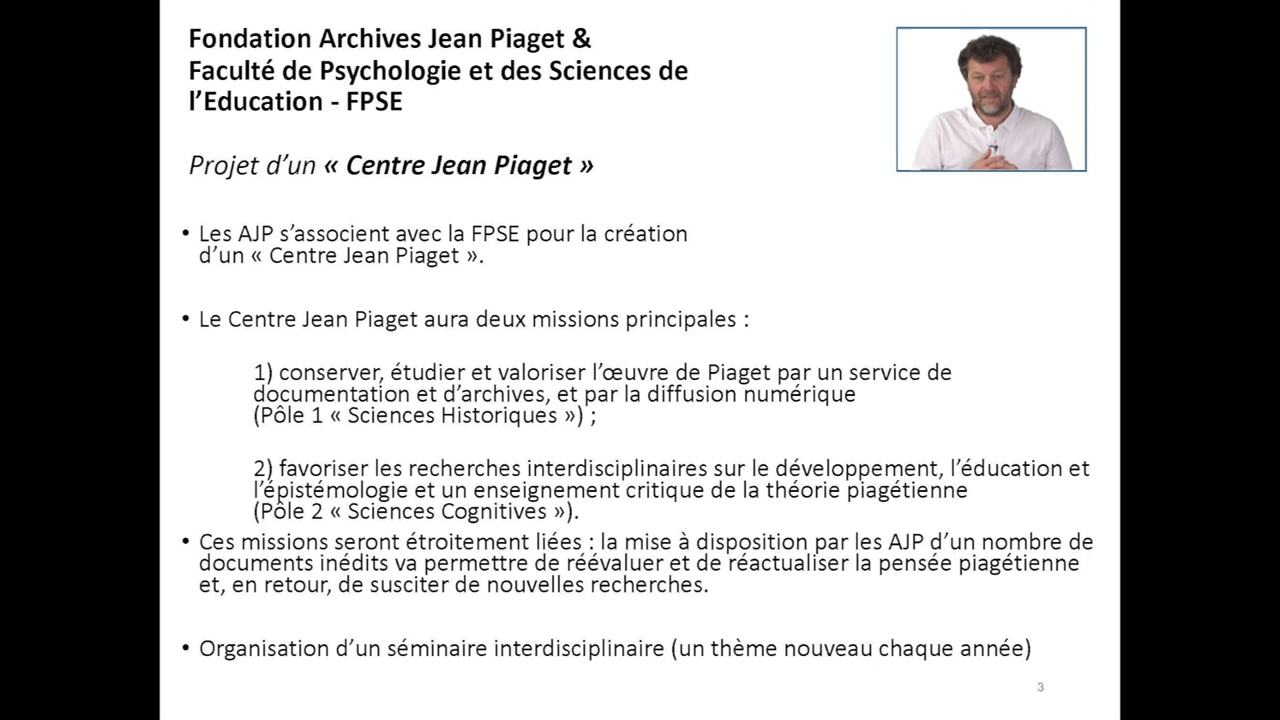 Fondation Archives Jean Piaget &
Faculté de Psychologie et des Sciences de
l’Education - FPSE
Projet d’un « Centre Jean Piaget »
• Les AJP s’associent avec la FPSE pour la création
d’un « Centre Jean Piaget ».
• Le Centre Jean Piaget aura deux missions principales :
1) conserver, étudier et valoriser l’œuvre de Piaget par un service de
documentation et d’archives, et par la diffusion numérique
(Pôle 1 « Sciences Historiques ») ;
2) favoriser les recherches interdisciplinaires sur le développement, l’éducation et
l’épistémologie et un enseignement critique de la théorie piagétienne
(Pôle 2 « Sciences Cognitives »).
• Ces missions seront étroitement liées : la mise à disposition par les AJP d’un nombre de
documents inédits va permettre de réévaluer et de réactualiser la pensée piagétienne
et, en retour, de susciter de nouvelles recherches.
• Organisation d’un séminaire interdisciplinaire (un thème nouveau chaque année)
3